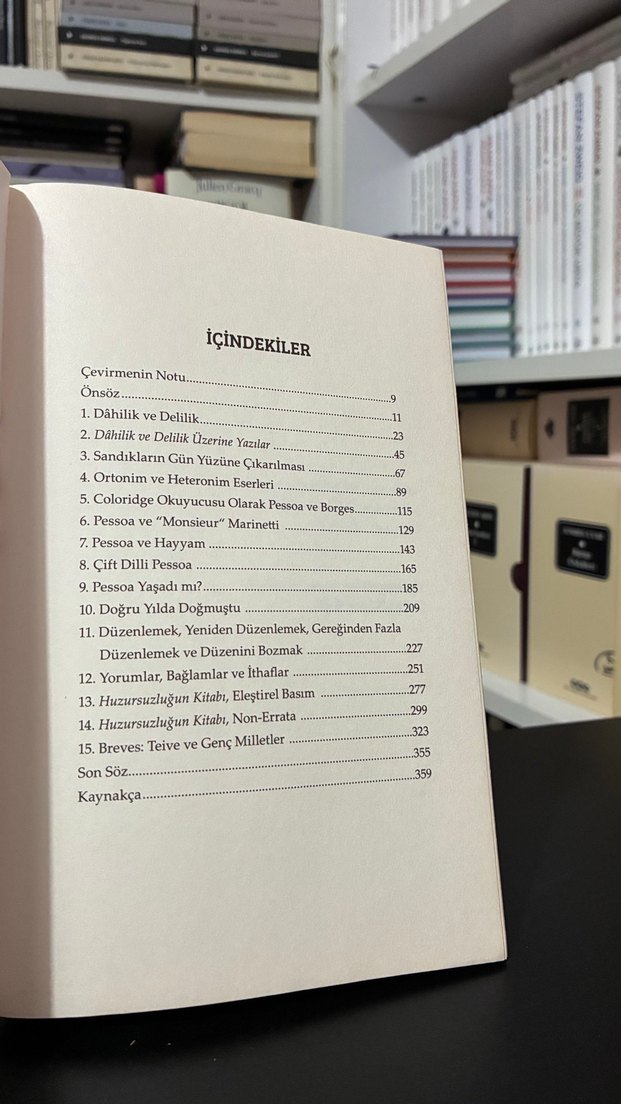 İÇİNDEKİLER
Çevirmenin Notu..........9
Önsöz..........11
1. Dâhilik ve Delilik..........23
2. Dâhilik ve Delilik Üzerine Yazılar ..........45
3. Sandıkların Gün Yüzüne Çıkarılması ..........67
4. Ortonim ve Heteronim Eserleri ..........89
5. Coloridge Okuyucusu Olarak Pessoa ve Borges..........115
6. Pessoa ve "Monsieur" Marinetti ..........129
7. Pessoa ve Hayyam ..........143
8. Çift Dilli Pessoa ..........165
9. Pessoa Yaşadı mı?..........185
10. Doğru Yılda Doğmuştu ..........209
11. Düzenlemek, Yeniden Düzenlemek, Gereğinden Fazla
Düzenlemek ve Düzenini Bozmak ..........227
12. Yorumlar, Bağlamlar ve İthaflar ..........251
13. Huzursuzluğun Kitabı, Eleştirel Basım ..........277
14. Huzursuzluğun Kitabı, Non-Errata ..........299
15. Breves: Teive ve Genç Milletler ..........323
Son Söz..........355
Kaynakça..........359